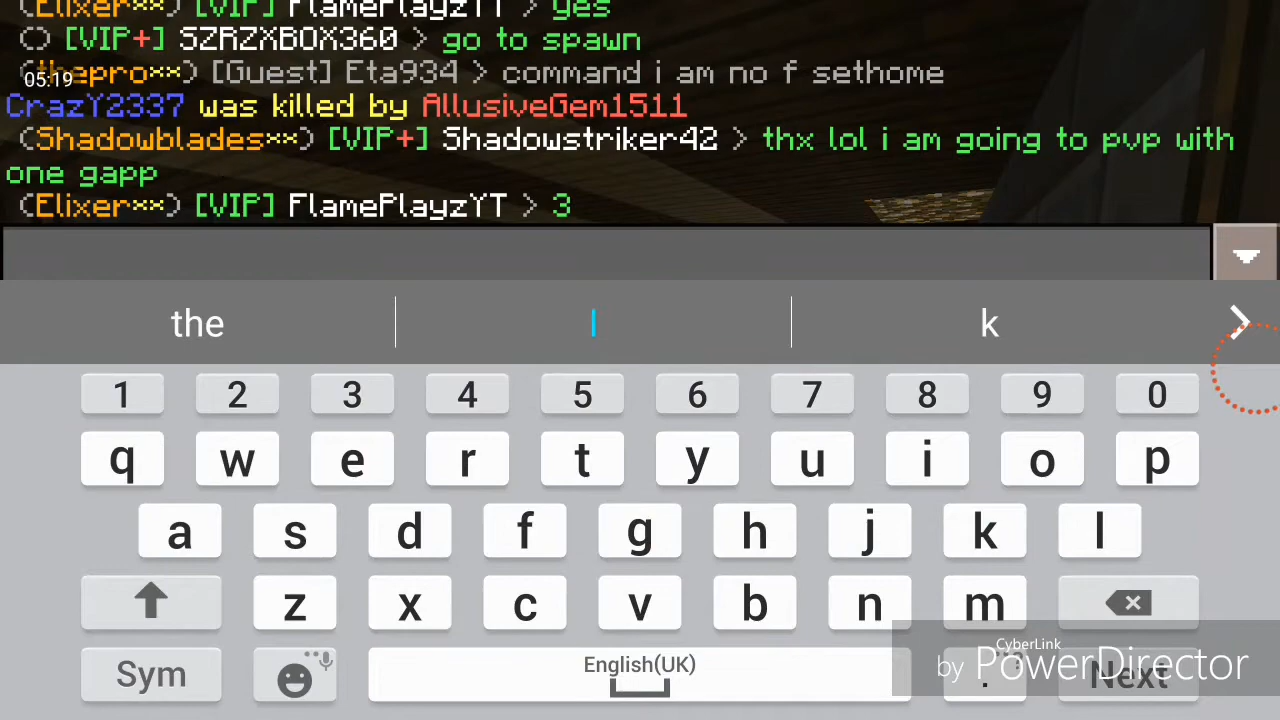 (Elixer××) [VIP] FlamePlayzYT > yes
() [VIP+] SZRZXBOX360 > go to spawn
(thepro××) [Guest] Eta934 > command i am no f sethome
05:19
CrazY2337 was killed by AllusiveGem1511
(Shadowblades××) [VIP+] Shadowstriker42 > thx lol i am going to pvp with
one gapp
(Elixer××) [VIP] FlamePlayzYT > 3
the I k
1 2 3 4 5 6 7 8 9 0
q w e r t y u i o p
a s d f g h j k l
z x c v b n m
Sym English(UK) . Next
CyberLink
by PowerDirector